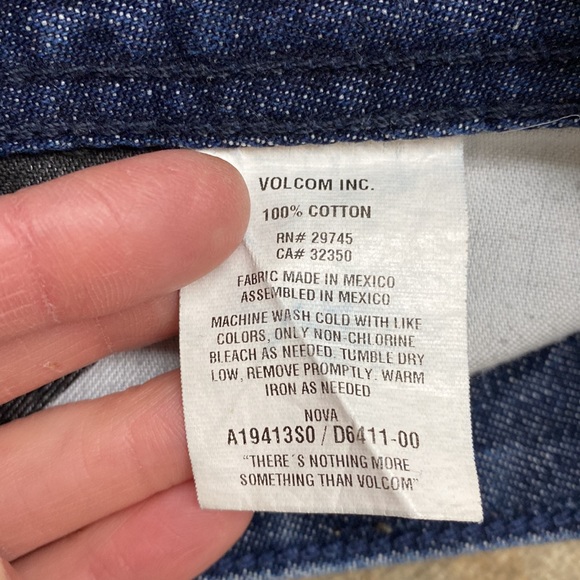 VOLCOM INC.
100% COTTON
RN# 29745
CA# 32350
FABRIC MADE IN MEXICO
ASSEMBLED IN MEXICO
MACHINE WASH COLD WITH LIKE
COLORS, ONLY NON-CHLORINE
BLEACH AS NEEDED. TUMBLE DRY
LOW, REMOVE PROMPTLY. WARM
IRON AS NEEDED
NOVA
A19413S0 / D6411-00
"THERE´S NOTHING MORE
SOMETHING THAN VOLCOM"